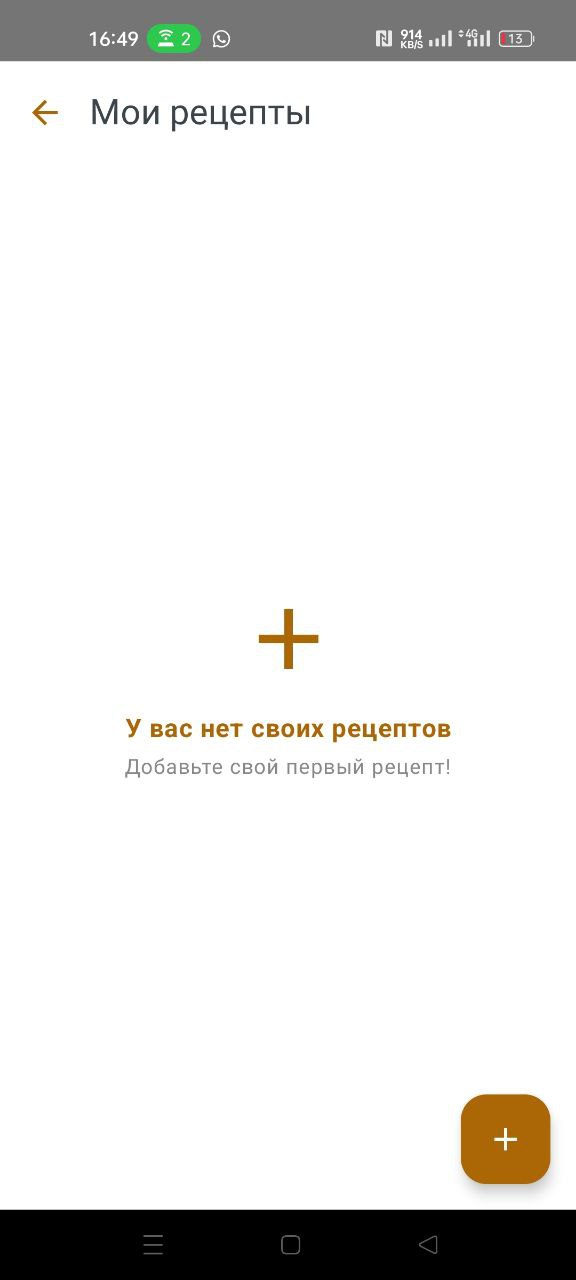 16:49 2 914 KB/S 4G 13
Мои рецепты
У вас нет своих рецептов
Добавьте свой первый рецепт!